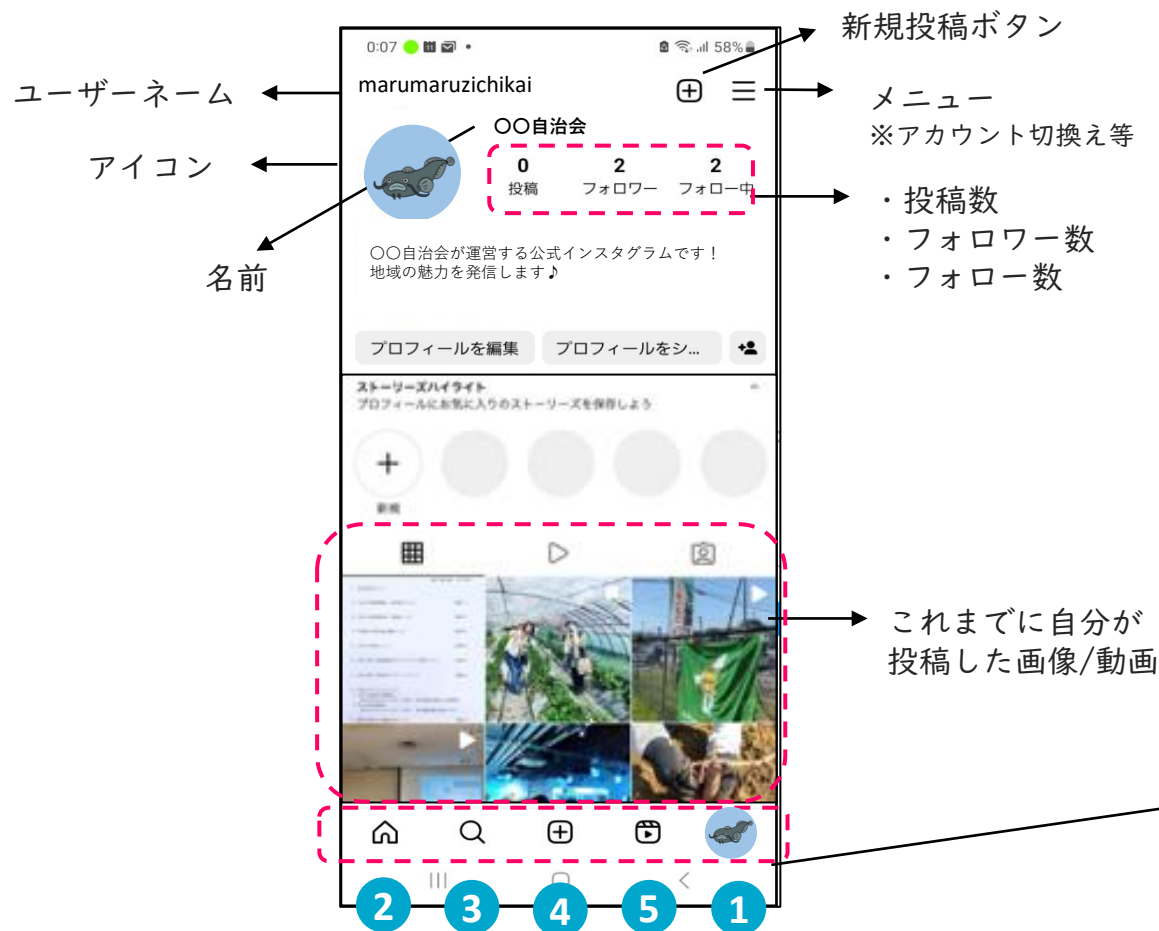 新規投稿ボタン
0:07
58%
marumaruzichikai
ユーザーネーム
メニュー
※アカウント切換え等
〇〇自治会
アイコン
0 2 2
投稿 フォロワー フォロー中
・投稿数
・フォロワー数
・フォロー数
名前
〇〇自治会が運営する公式インスタグラムです！
地域の魅力を発信します♪
プロフィールを編集 プロフィールをシ... 
ストーリーズハイライト
プロフィールにお気に入りのストーリーズを保存しよう
新規
これまでに自分が
投稿した画像/動画
2 3 4 5 1